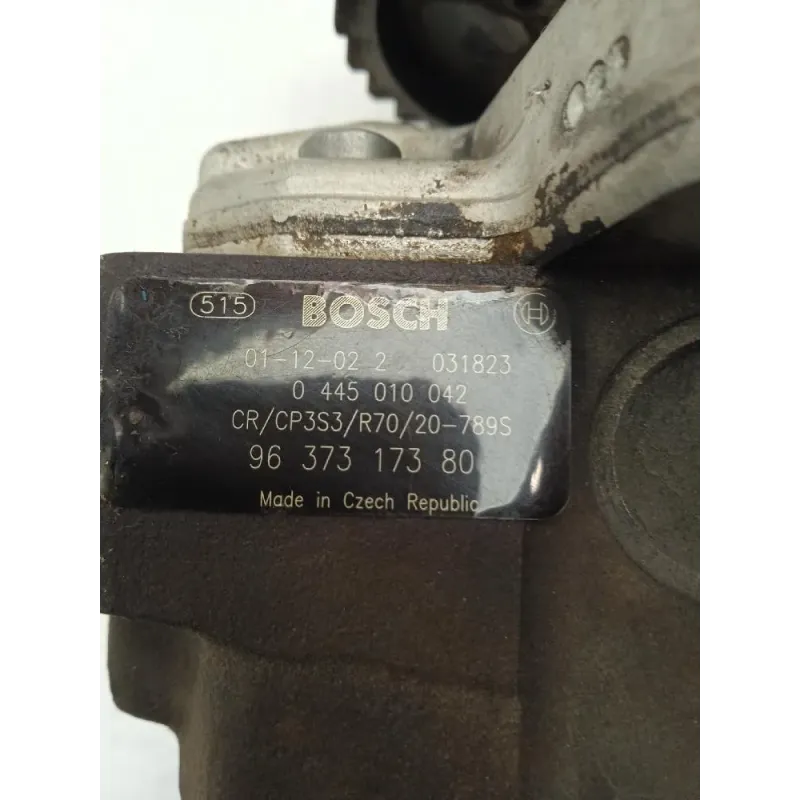 515 BOSCH
01-12-02 2 031823
0 445 010 042
CR/CP3S3/R70/20-789S
96 373 173 80
Made in Czech Republic